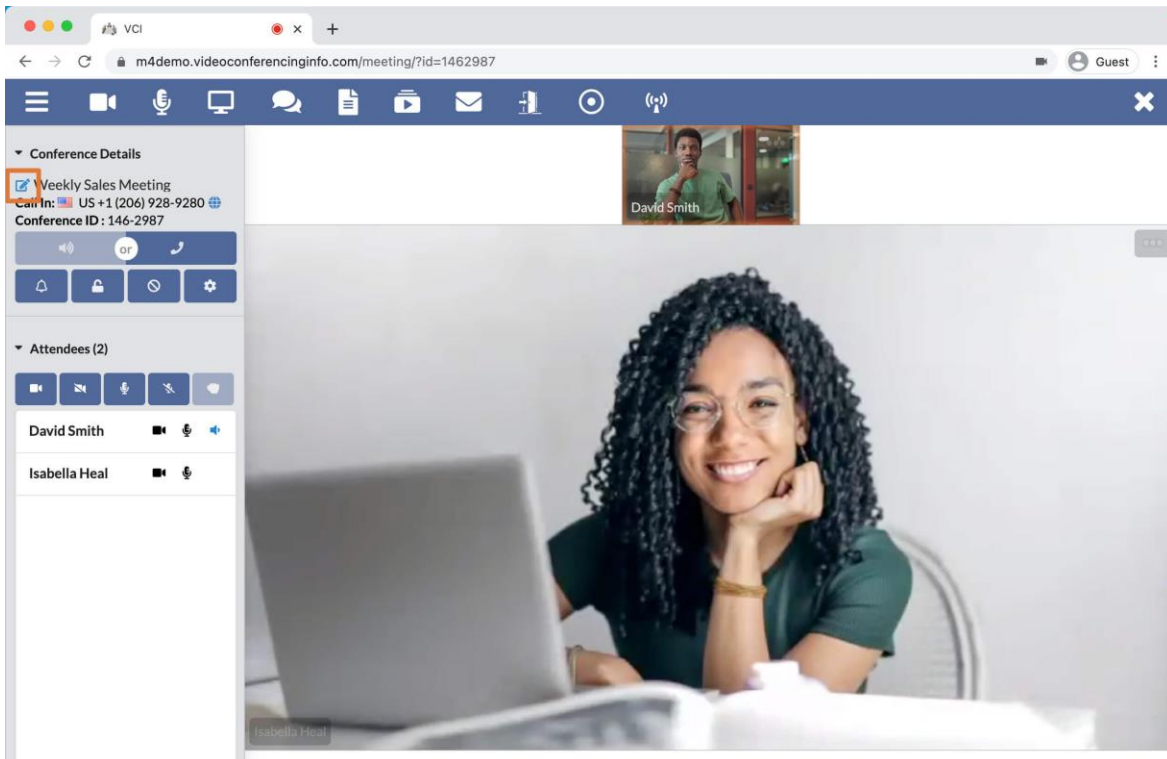 VCI
m4demo.videoconferencinginfo.com/meeting/?id=1462987
Guest
Conference Details
Weekly Sales Meeting
Call In: US +1 (206) 928-9280
Conference ID : 146-2987
or
Attendees (2)
David Smith
Isabella Heal
David Smith
Isabella Heal